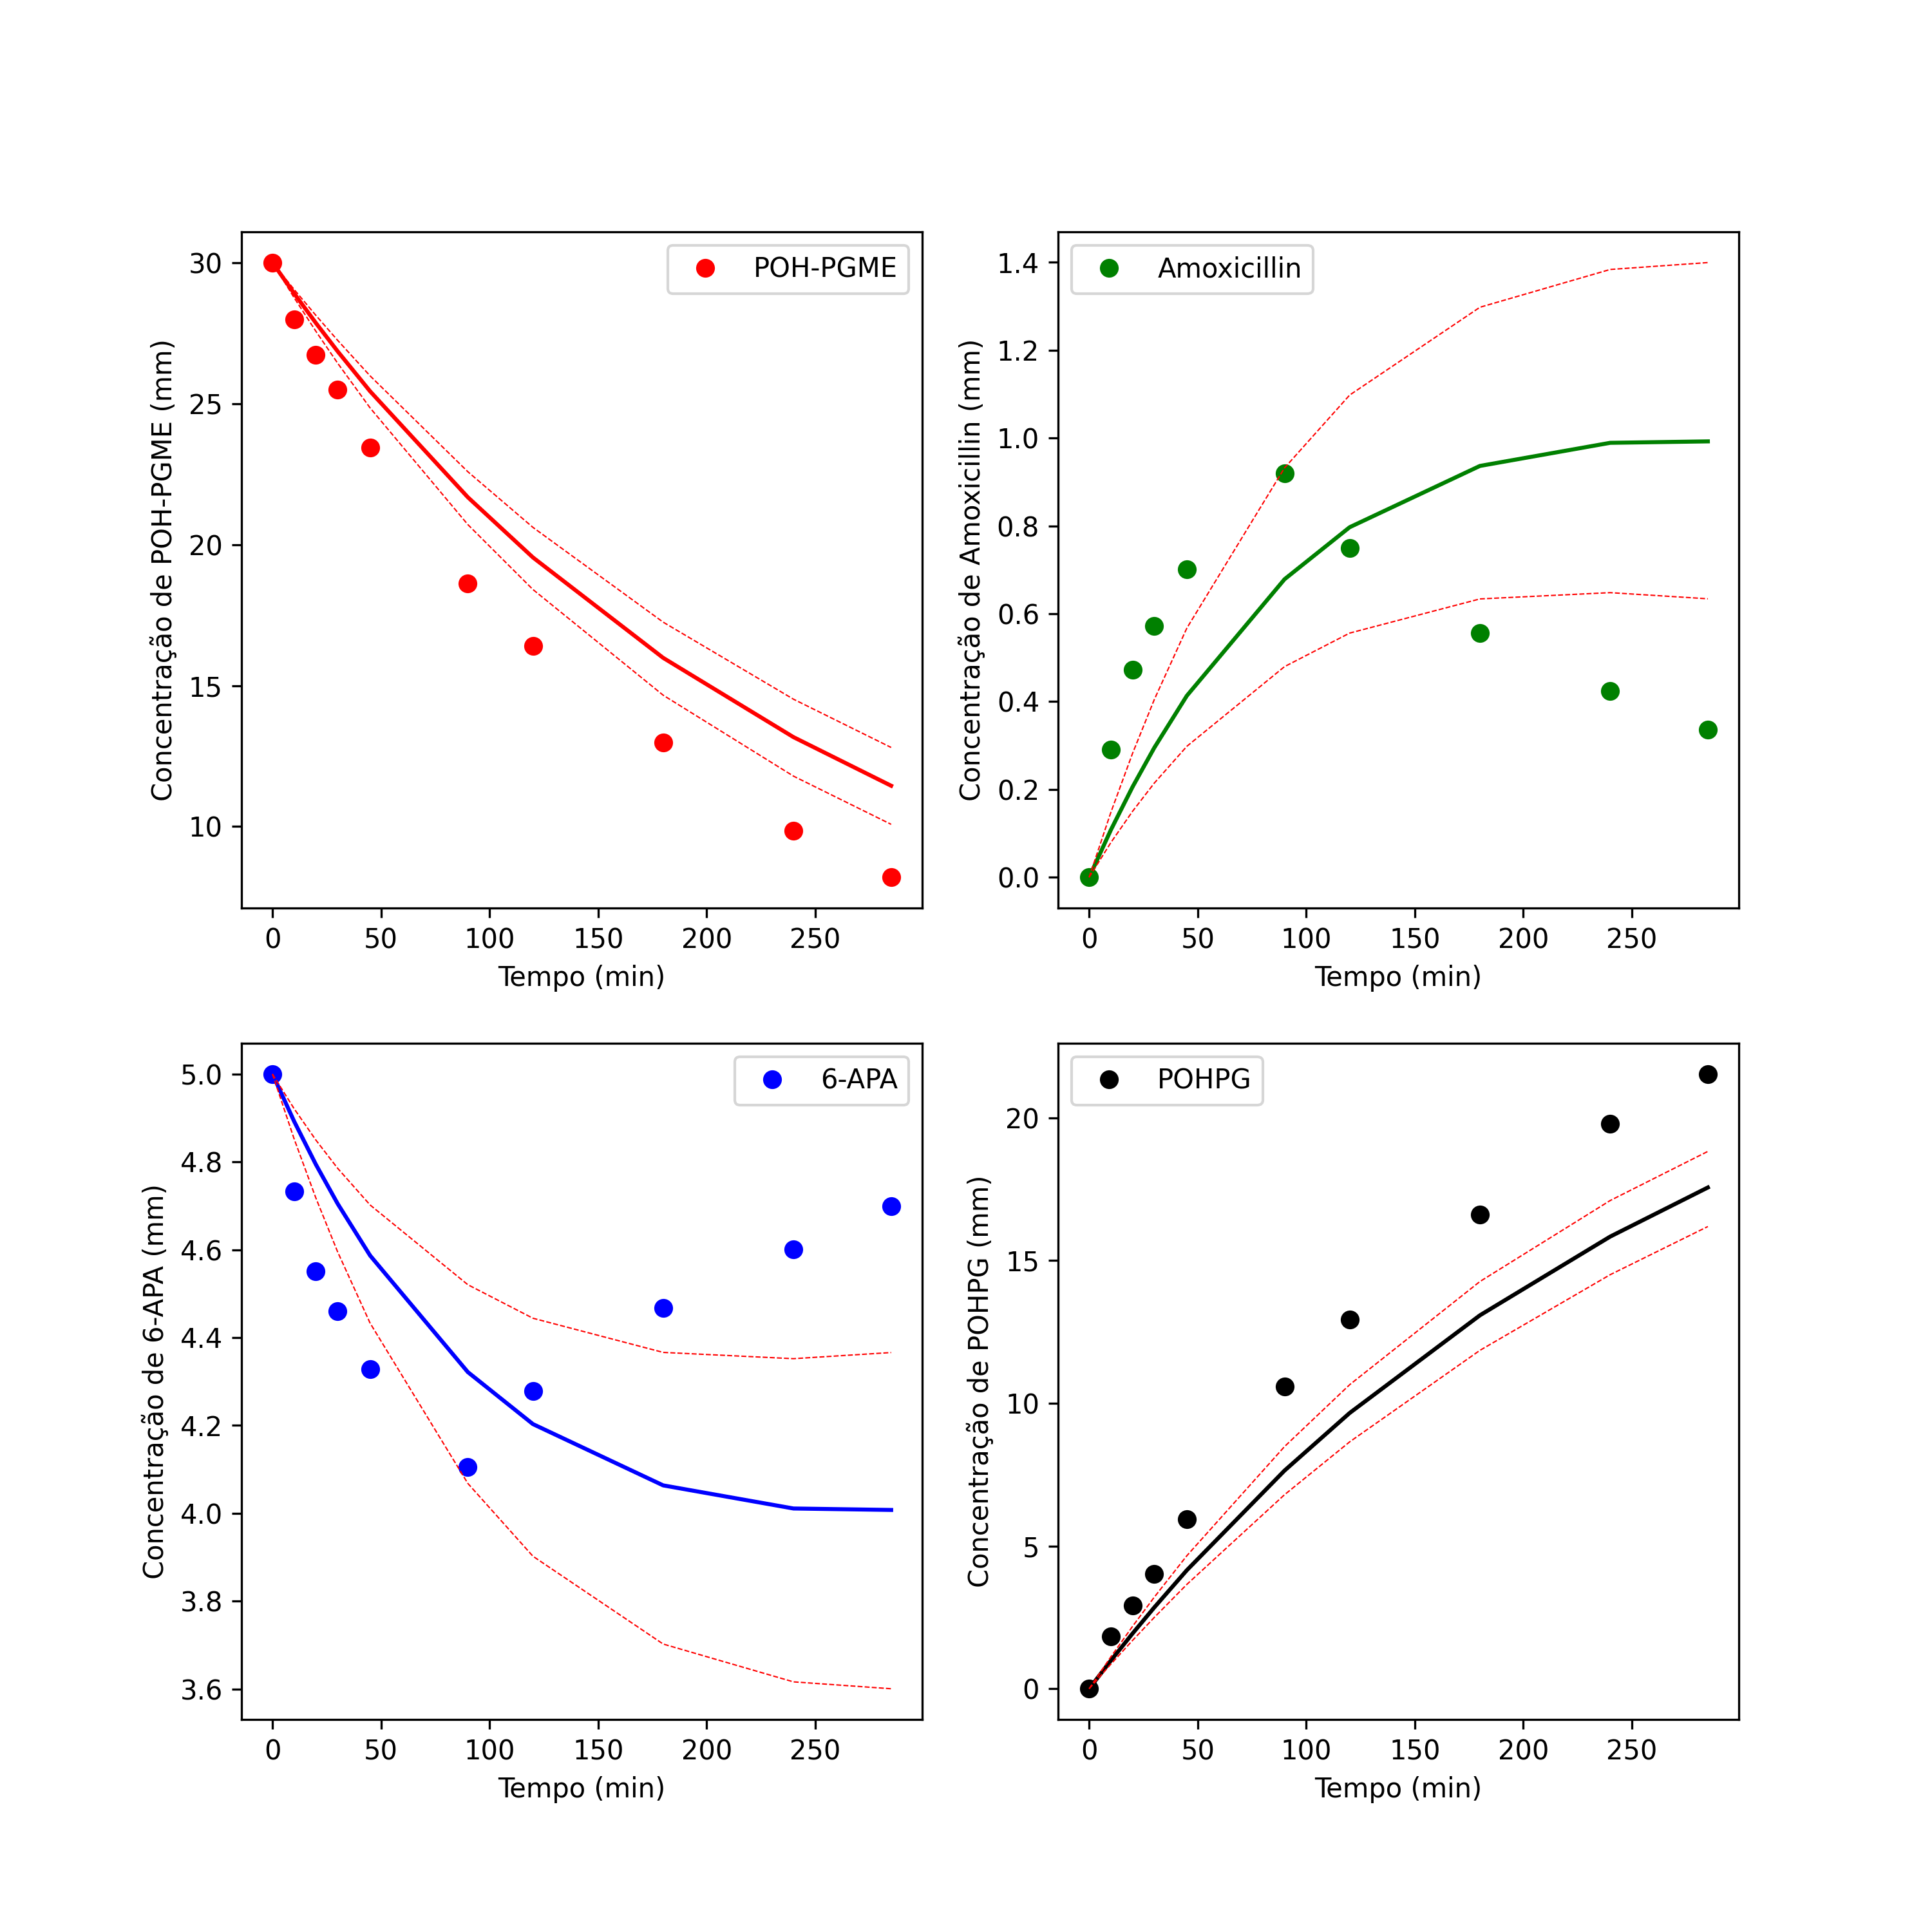 POH-PGME
Concentração de POH-PGME (mm)
30
25
20
15
10
0 50 100 150 200 250
Tempo (min)
Amoxicillin
Concentração de Amoxicillin (mm)
1.4
1.2
1.0
0.8
0.6
0.4
0.2
0.0
0 50 100 150 200 250
Tempo (min)
6-APA
Concentração de 6-APA (mm)
5.0
4.8
4.6
4.4
4.2
4.0
3.8
3.6
0 50 100 150 200 250
Tempo (min)
POHPG
Concentração de POHPG (mm)
20
15
10
5
0
0 50 100 150 200 250
Tempo (min)